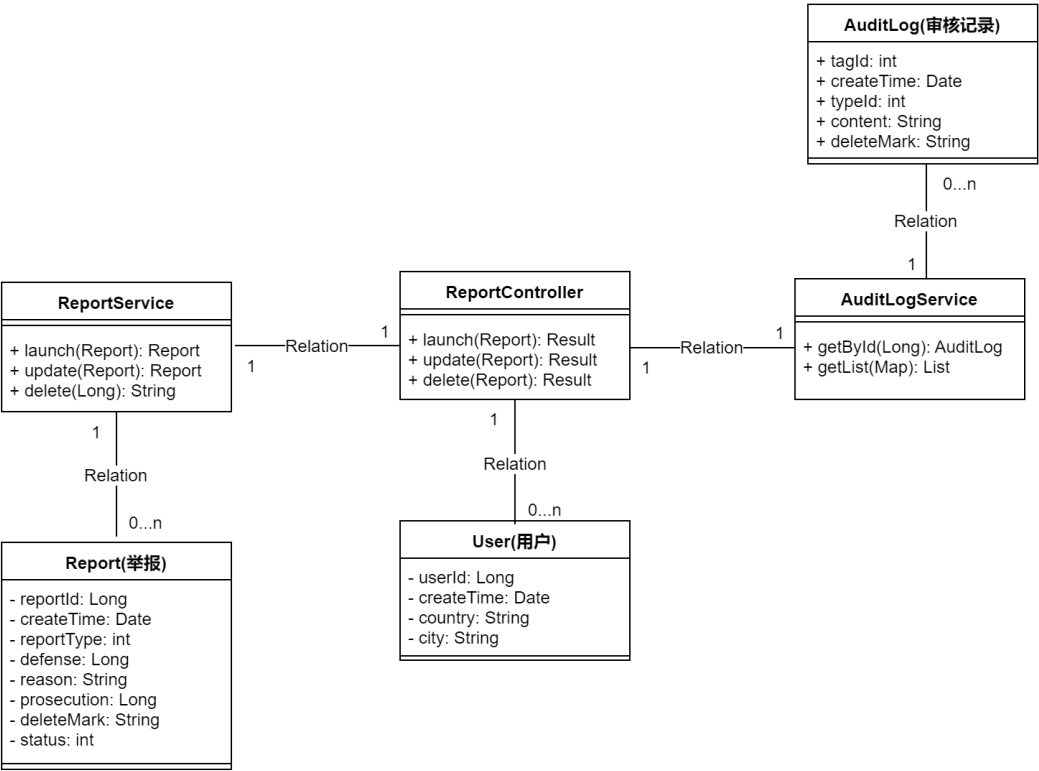 AuditLog(审核记录)
+ tagId: int
+ createTime: Date
+ typeId: int
+ content: String
+ deleteMark: String
0...n
Relation
1
ReportService
+ launch(Report): Report
+ update(Report): Report
+ delete(Long): String
1
Relation
1
ReportController
+ launch(Report): Result
+ update(Report): Result
+ delete(Report): Result
1
Relation
1
AuditLogService
+ getById(Long): AuditLog
+ getList(Map): List
1
Relation
0...n
Report(举报)
- reportId: Long
- createTime: Date
- reportType: int
- defense: Long
- reason: String
- prosecution: Long
- deleteMark: String
- status: int
1
Relation
0...n
User(用户)
- userId: Long
- createTime: Date
- country: String
- city: String